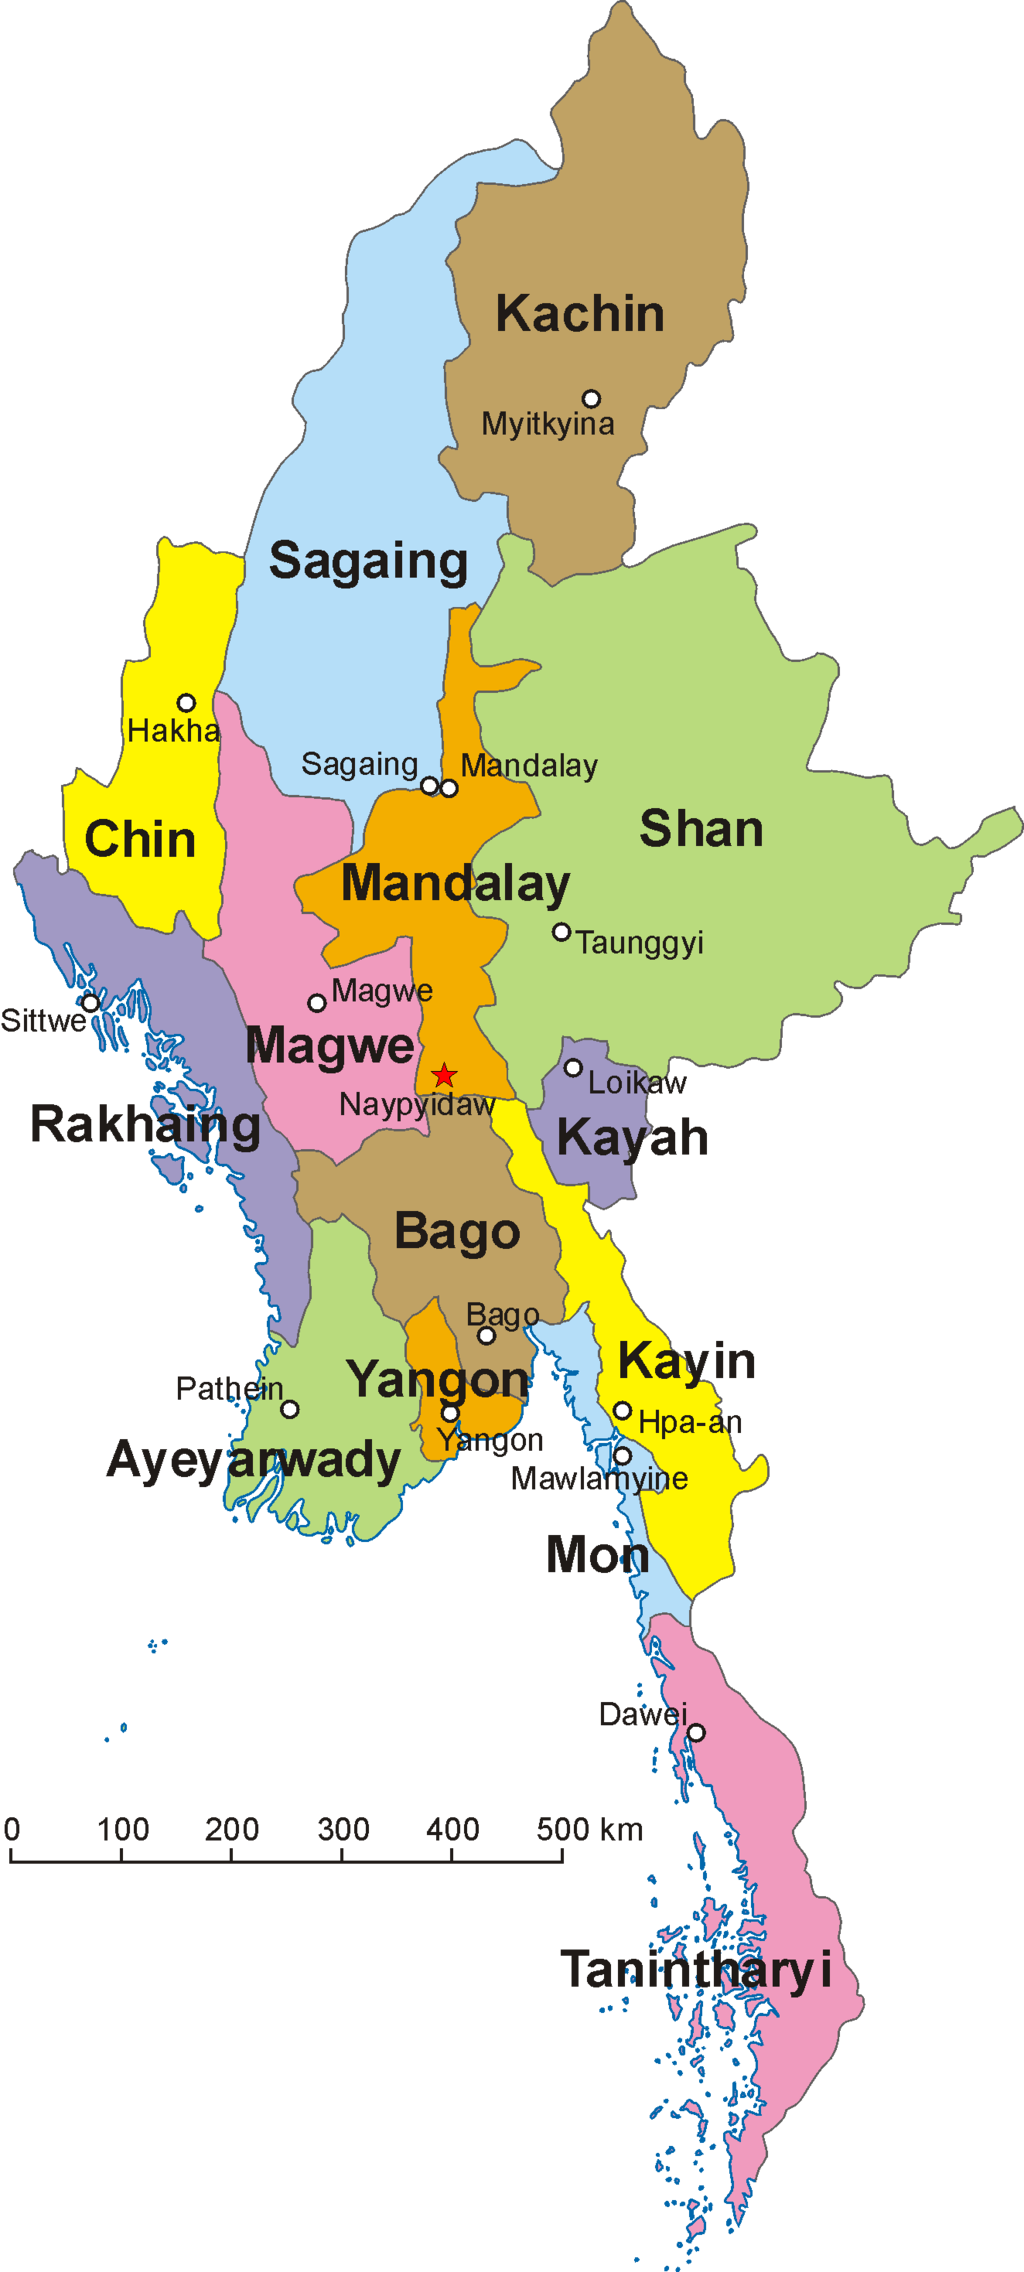 Kachin
Myitkyina
Sagaing
Hakha
Sagaing
Mandalay
Chin
Shan
Mandalay
Taunggyi
Magwe
Sittwe
Magwe
Loikaw
Naypyidaw
Rakhaing
Kayah
Bago
Bago
Kayin
Yangon
Pathein
Hpa-an
Yangon
Ayeyarwady
Mawlamyine
Mon
Dawei
0 100 200 300 400 500 km
Tanintharyi